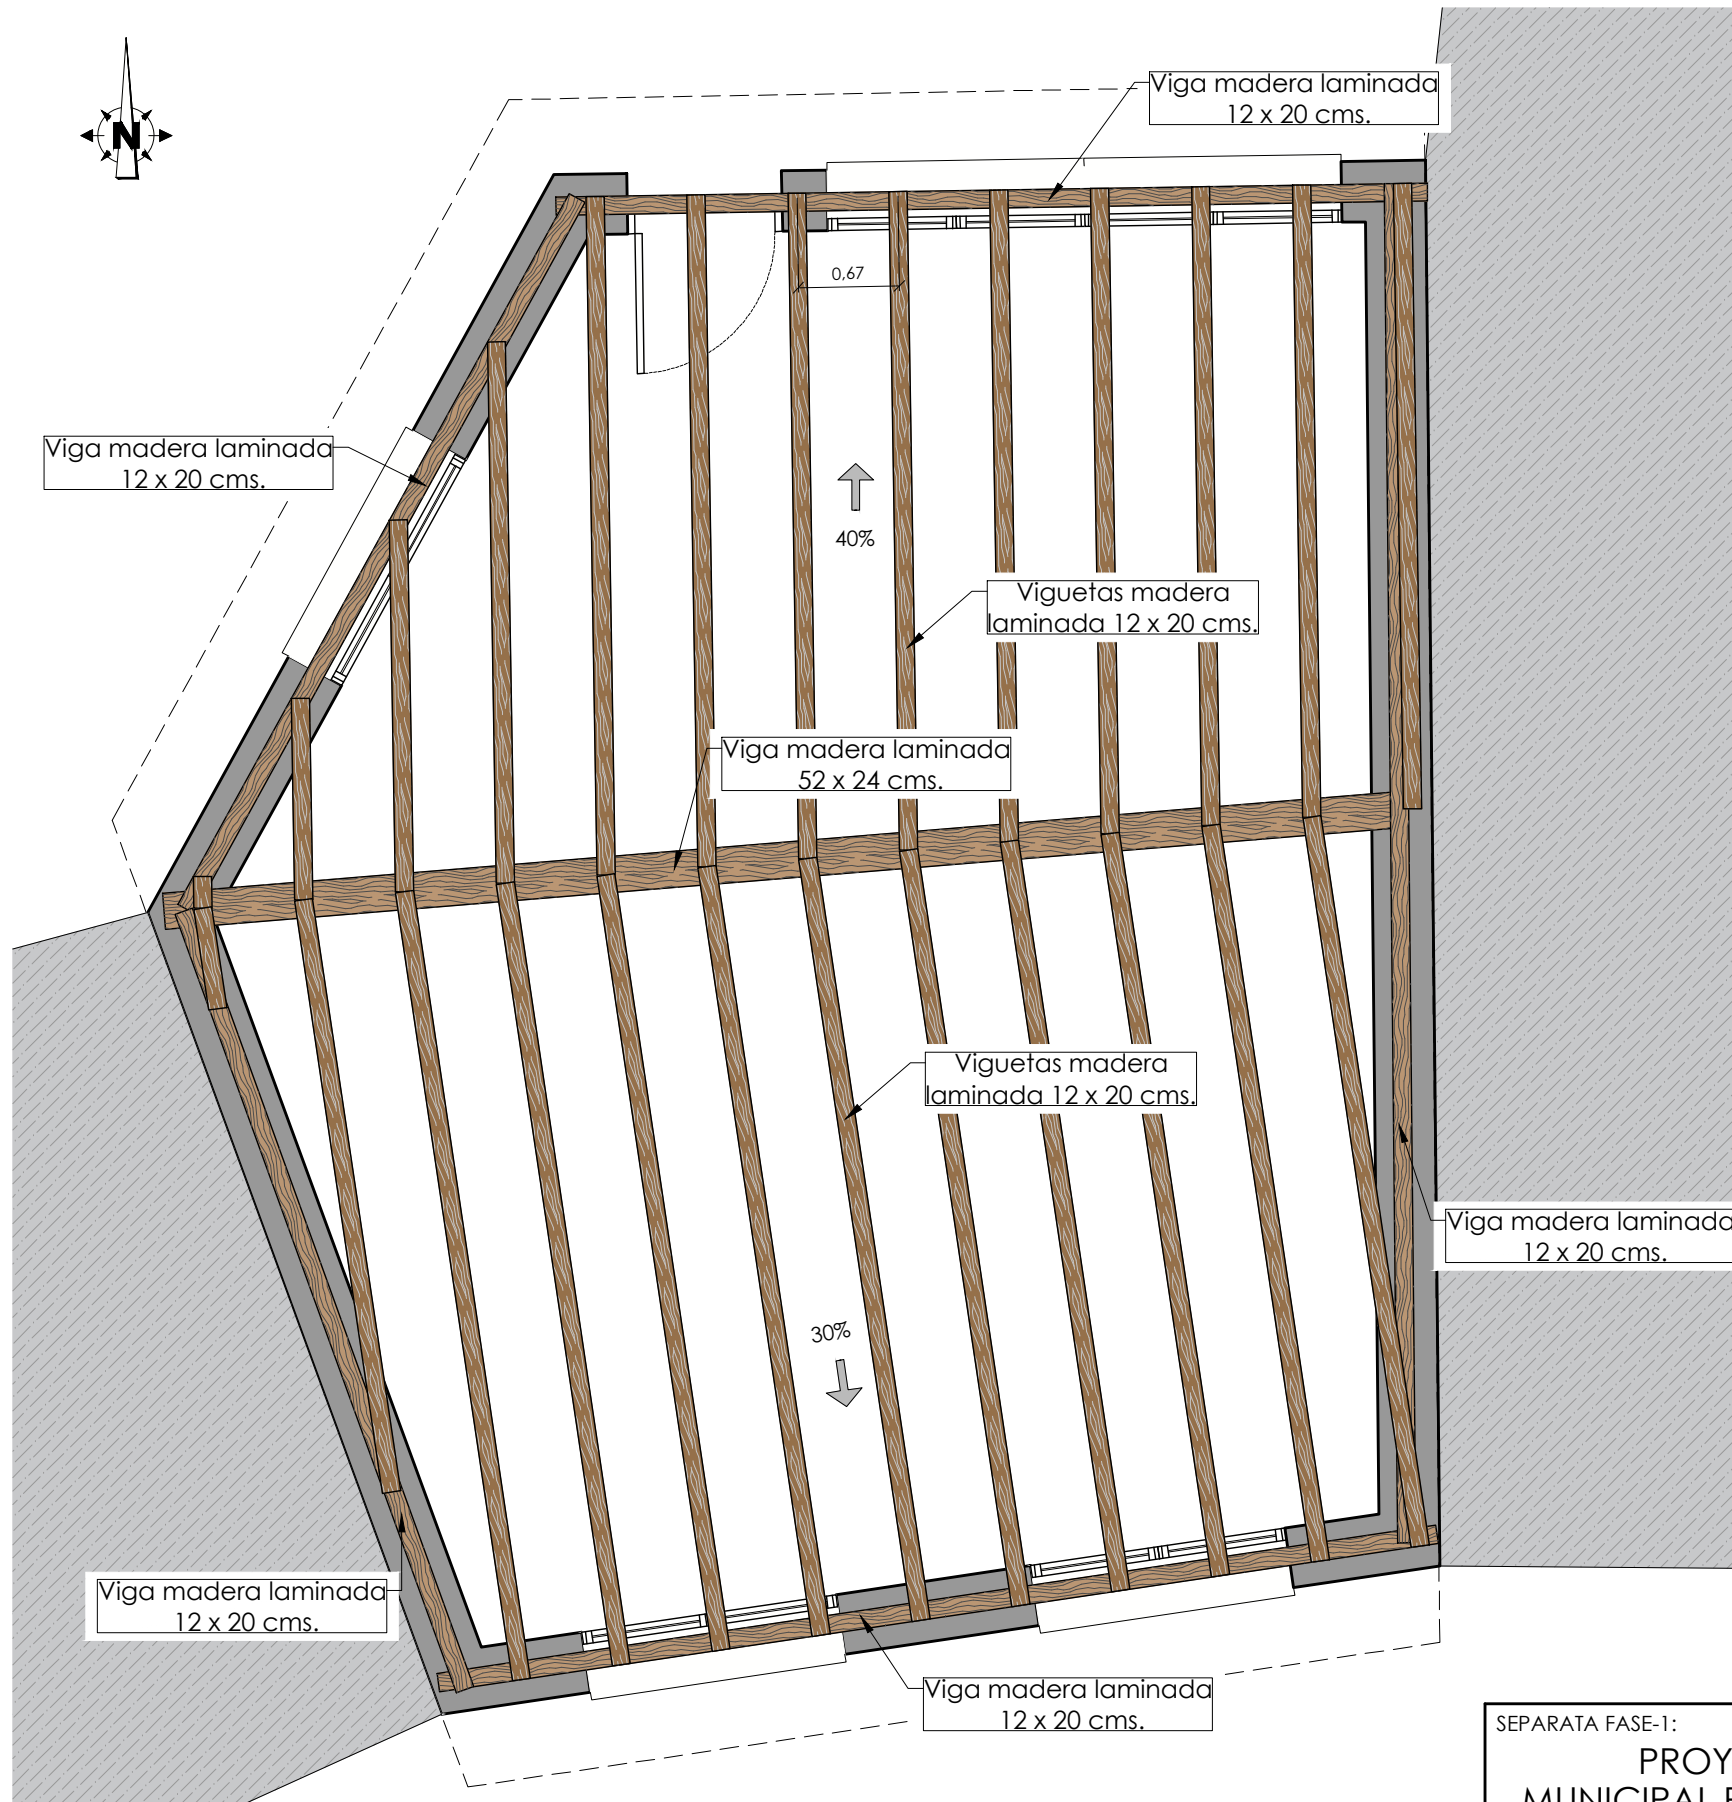 Viga madera laminada
12 x 20 cms.
N
0,67
Viga madera laminada
12 x 20 cms.
40%
Viguetas madera
laminada 12 x 20 cms.
Viga madera laminada
52 x 24 cms.
Viguetas madera
laminada 12 x 20 cms.
Viga madera laminada
12 x 20 cms.
30%
Viga madera laminada
12 x 20 cms.
Viga madera laminada
12 x 20 cms.
SEPARATA FASE-1:
PROY
MUNICIPAL